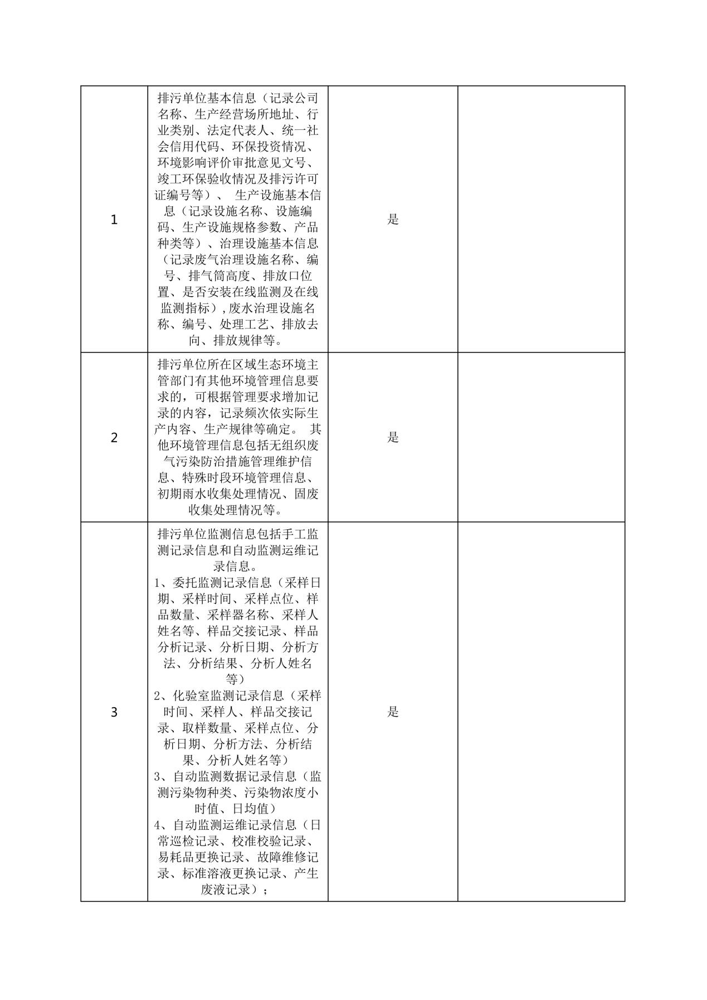 排污单位基本信息（记录公司
名称、生产经营场所地址、行
业类别、法定代表人、统一社
会信用代码、环保投资情况、
环境影响评价审批意见文号、
竣工环保验收情况及排污许可
证编号等）、 生产设施基本信
息（记录设施名称、设施编
码、生产设施规格参数、产品
种类等）、治理设施基本信息
（记录废气治理设施名称、编
号、排气筒高度、排放口位
置、是否安装在线监测及在线
监测指标）,废水治理设施名
称、编号、处理工艺、排放去
向、排放规律等。
1
是
排污单位所在区域生态环境主
管部门有其他环境管理信息要
求的，可根据管理要求增加记
录的内容，记录频次依实际生
产内容、生产规律等确定。 其
他环境管理信息包括无组织废
气污染防治措施管理维护信
息、特殊时段环境管理信息、
初期雨水收集处理情况、固废
收集处理情况等。
2
是
排污单位监测信息包括手工监
测记录信息和自动监测运维记
录信息。
1、委托监测记录信息（采样日
期、采样时间、采样点位、样
品数量、采样器名称、采样人
姓名等、样品交接记录、样品
分析记录、分析日期、分析方
法、分析结果、分析人姓名
等）
2、化验室监测记录信息（采样
时间、采样人、样品交接记
录、取样数量、采样点位、分
析日期、分析方法、分析结
果、分析人姓名等）
3、自动监测数据记录信息（监
测污染物种类、污染物浓度小
时值、日均值）
4、自动监测运维记录信息（日
常巡检记录、校准校验记录、
易耗品更换记录、故障维修记
录、标准溶液更换记录、产生
废液记录）；
3
是